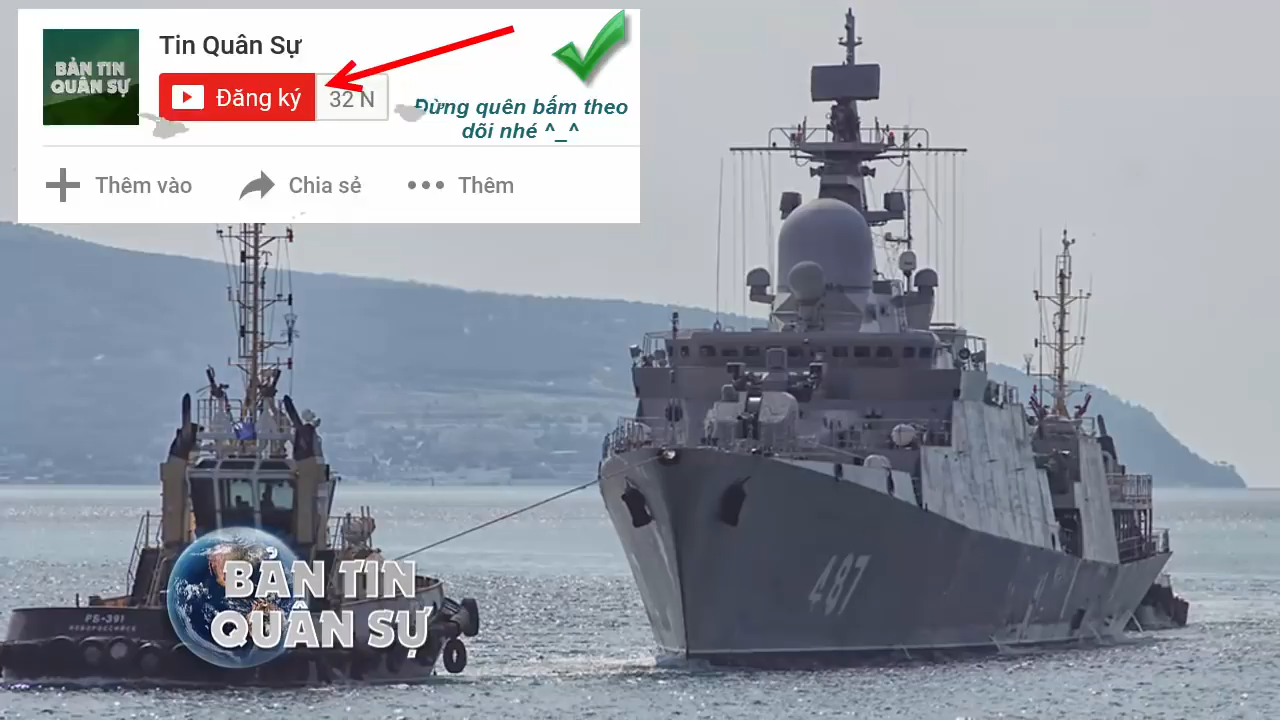 Tin Quân Sự
BẢN TIN
QUÂN SỰ
Đăng ký
32 N
Đừng quên bấm theo
dõi nhé ^_^
Thêm vào
Chia sẻ
Thêm
487
РБ-391
НОВОРОССИЙСК
BẢN TIN
QUÂN SỰ